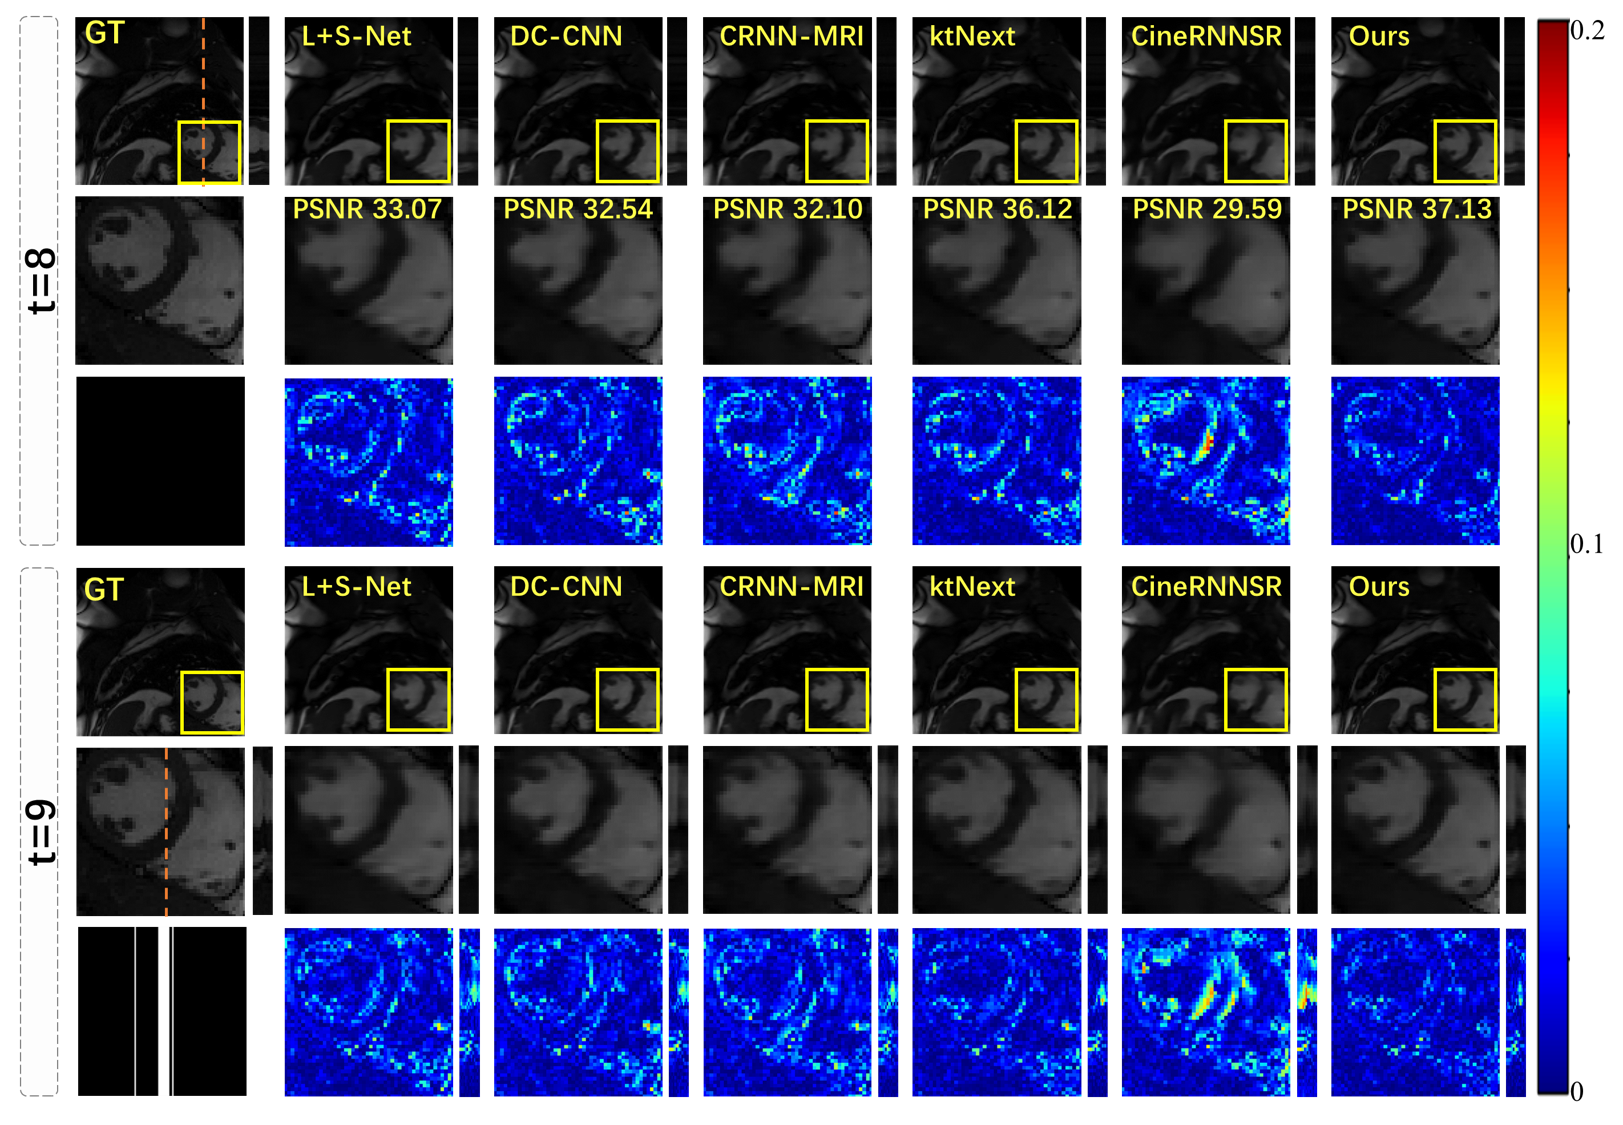 GT
L+S-Net
DC-CNN
CRNN-MRI
ktNext
CineRNNSR
Ours
0.2
PSNR 33.07
PSNR 32.54
PSNR 32.10
PSNR 36.12
PSNR 29.59
PSNR 37.13
t=8
0.1
GT
L+S-Net
DC-CNN
CRNN-MRI
ktNext
CineRNNSR
Ours
t=9
0